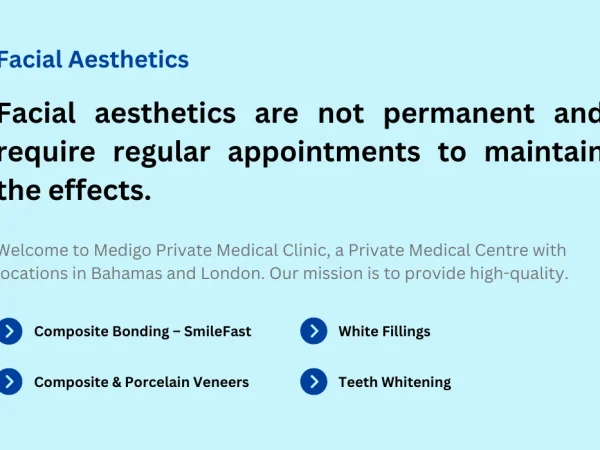 Facial Aesthetics
Facial aesthetics are not permanent and
require regular appointments to maintain
the effects.
Welcome to Medigo Private Medical Clinic, a Private Medical Centre with
locations in Bahamas and London. Our mission is to provide high-quality.
Composite Bonding – SmileFast
White Fillings
Composite & Porcelain Veneers
Teeth Whitening